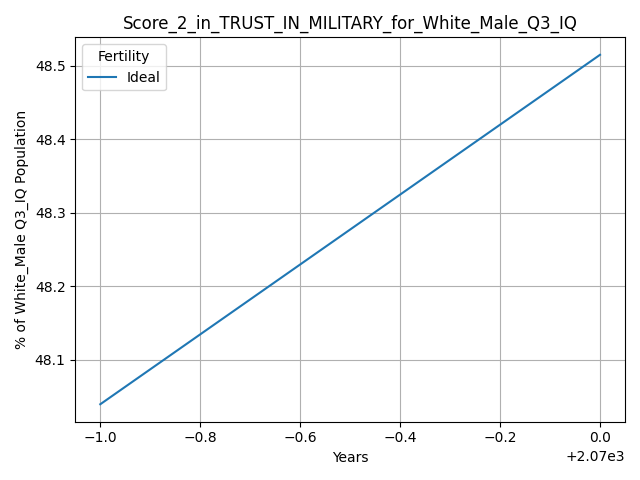 Score_2_in_TRUST_IN_MILITARY_for_White_Male_Q3_IQ
Fertility
Ideal
% of White_Male Q3_IQ Population
48.5
48.4
48.3
48.2
48.1
−1.0 −0.8 −0.6 −0.4 −0.2 0.0
Years
+2.07e3